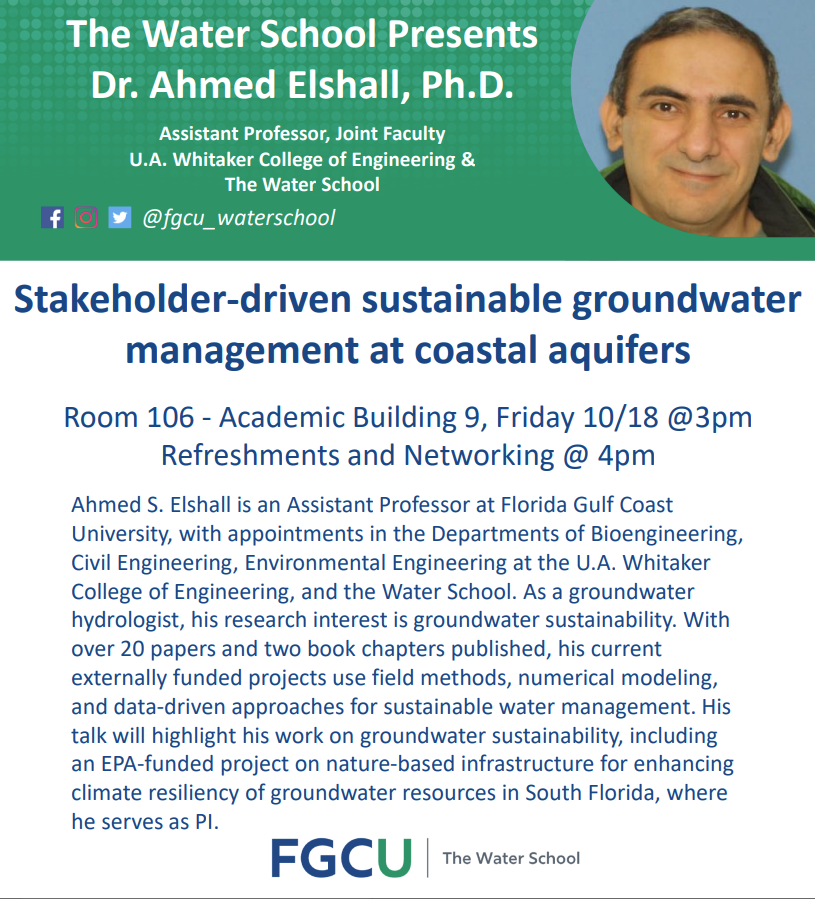 The Water School Presents
Dr. Ahmed Elshall, Ph.D.
Assistant Professor, Joint Faculty
U.A. Whitaker College of Engineering &
The Water School
@fgcu_waterschool
Stakeholder-driven sustainable groundwater
management at coastal aquifers
Room 106 - Academic Building 9, Friday 10/18 @3pm
Refreshments and Networking @ 4pm
Ahmed S. Elshall is an Assistant Professor at Florida Gulf Coast
University, with appointments in the Departments of Bioengineering,
Civil Engineering, Environmental Engineering at the U.A. Whitaker
College of Engineering, and the Water School. As a groundwater
hydrologist, his research interest is groundwater sustainability. With
over 20 papers and two book chapters published, his current
externally funded projects use field methods, numerical modeling,
and data-driven approaches for sustainable water management. His
talk will highlight his work on groundwater sustainability, including
an EPA-funded project on nature-based infrastructure for enhancing
climate resiliency of groundwater resources in South Florida, where
he serves as PI.
FGCU The Water School